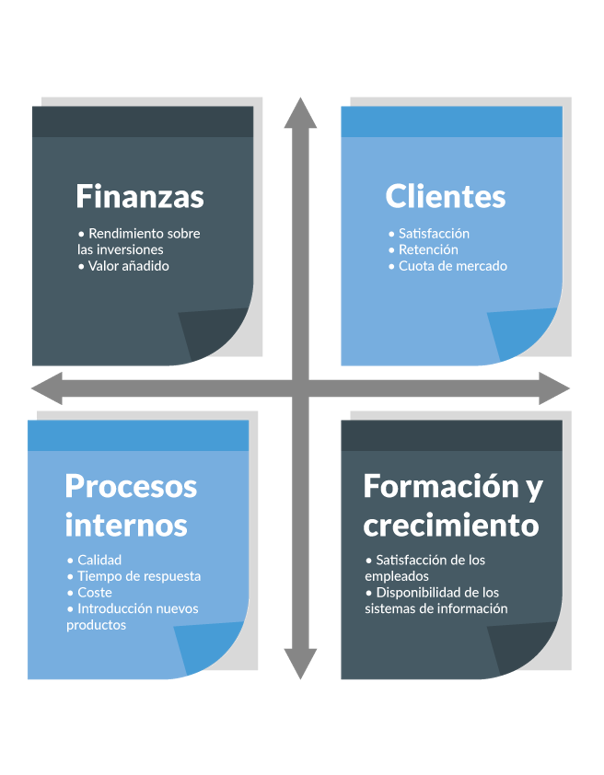 Finanzas
• Rendimiento sobre
las inversiones
• Valor añadido
Clientes
• Satisfacción
• Retención
• Cuota de mercado
Procesos
internos
• Calidad
• Tiempo de respuesta
• Coste
• Introducción nuevos
productos
Formación y
crecimiento
• Satisfacción de los
empleados
• Disponibilidad de los
sistemas de información